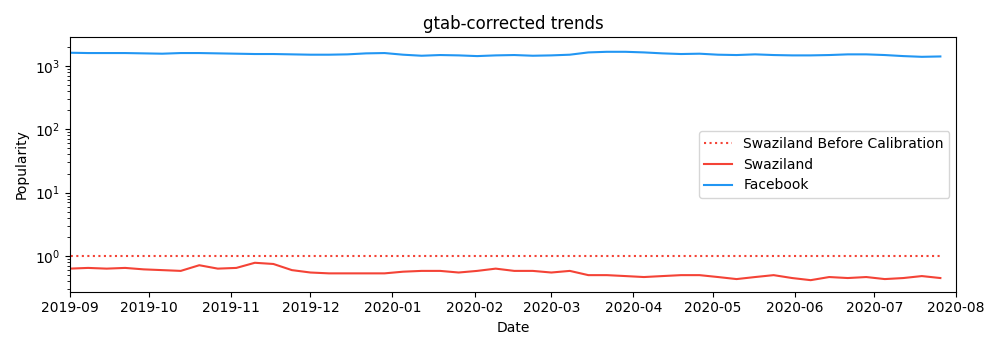 gtab-corrected trends
Popularity
10³
10²
10¹
10⁰
Swaziland Before Calibration
Swaziland
Facebook
2019-09 2019-10 2019-11 2019-12 2020-01 2020-02 2020-03 2020-04 2020-05 2020-06 2020-07 2020-08
Date